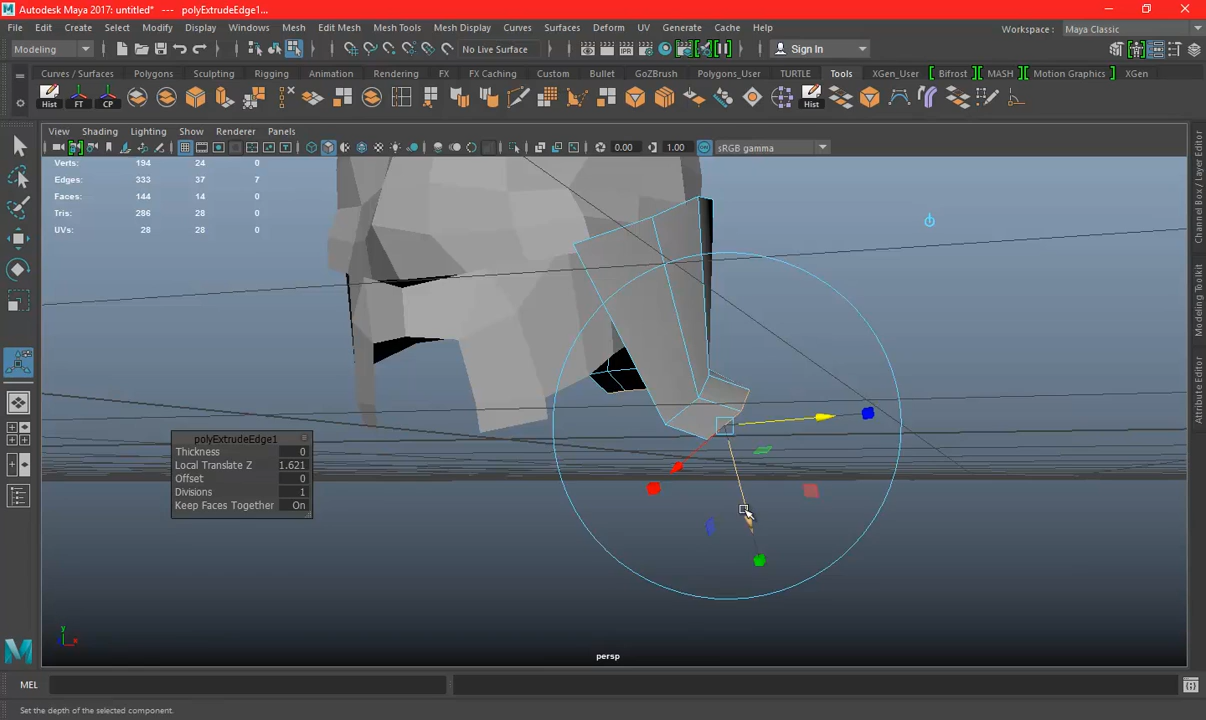 Autodesk Maya 2017: untitled* --- polyExtrudeEdge1...
File Edit Create Select Modify Display Windows Mesh Edit Mesh Mesh Tools Mesh Display Curves Surfaces Deform UV Generate Cache Help
Workspace : Maya Classic
Modeling
No Live Surface
Sign In
Curves / Surfaces Polygons Sculpting Rigging Animation Rendering FX FX Caching Custom Bullet GoZBrush Polygons_User TURTLE Tools XGen_User Bifrost MASH Motion Graphics XGen
Hist FT CP Hist
View Shading Lighting Show Renderer Panels
0.00 1.00 sRGB gamma
Verts: 194 24 0
Edges: 333 37 7
Faces: 144 14 0
Tris: 286 28 0
UVs: 28 28 0
polyExtrudeEdge1
Thickness 0
Local Translate Z 1.621
Offset 0
Divisions 1
Keep Faces Together On
Channel Box / Layer Editor
Modeling Toolkit
Attribute Editor
y
x
persp
MEL
Set the depth of the selected component.